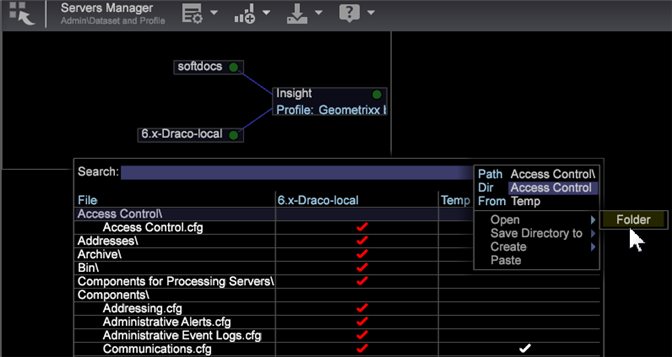 Servers Manager
Admin\Dataset and Profile
softdocs
Insight
Profile: Geometrixx
6.x-Draco-local
Search:
Path Access Control\
Dir Access Control
From Temp
File 6.x-Draco-local Temp
Access Control\
Open
Folder
Access Control.cfg
Save Directory to
Addresses\
Create
Archive\
Paste
Bin\
Components for Processing Servers\
Components\
Addressing.cfg
Administrative Alerts.cfg
Administrative Event Logs.cfg
Communications.cfg